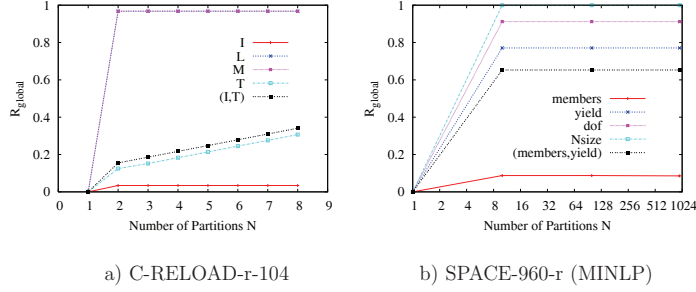 1
0.8
0.6
0.4
0.2
0
R_global
I
L
M
T
(I,T)
0 1 2 3 4 5 6 7 8 9
Number of Partitions N
a) C-RELOAD-r-104
1
0.8
0.6
0.4
0.2
0
R_global
members
yield
dof
Nsize
(members,yield)
1 2 4 8 16 32 64 128 256 512 1024
Number of Partitions N
b) SPACE-960-r (MINLP)